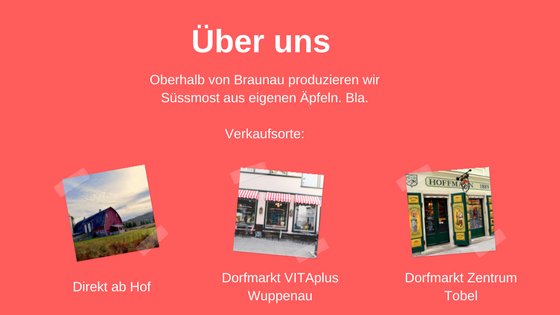 Über uns
Oberhalb von Braunau produzieren wir
Süssmost aus eigenen Äpfeln. Bla.
Verkaufsorte:
HOFFMANN
Direkt ab Hof
Dorfmarkt VITAplus
Wuppenau
Dorfmarkt Zentrum
Tobel